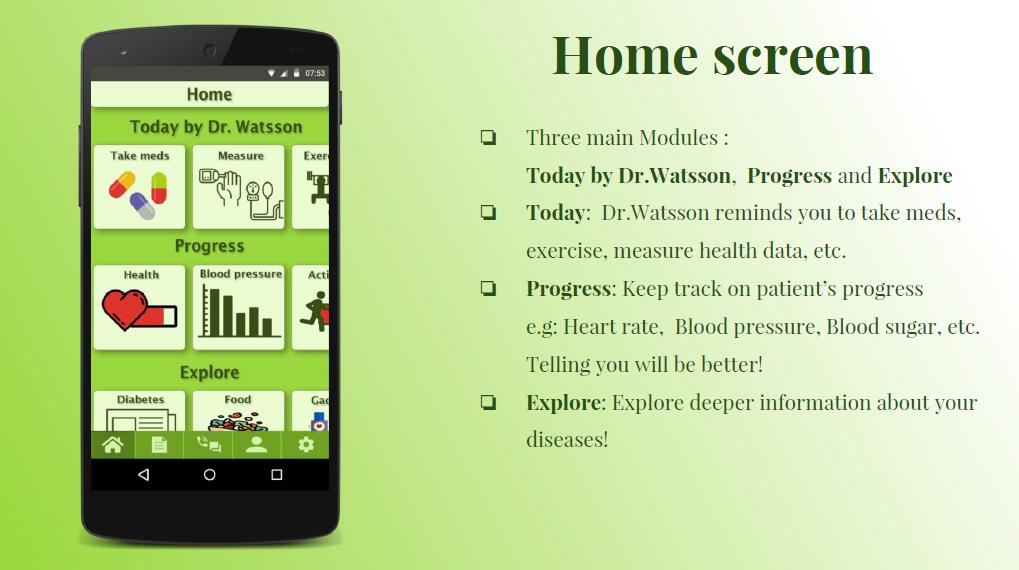 07:53
Home
Today by Dr. Watsson
Take meds
Measure
Exer
Progress
Health
Blood pressure
Acti
Explore
Diabetes
Food
Home screen
❏ Three main Modules :
Today by Dr.Watsson, Progress and Explore
❏ Today: Dr.Watsson reminds you to take meds,
exercise, measure health data, etc.
❏ Progress: Keep track on patient’s progress
e.g: Heart rate, Blood pressure, Blood sugar, etc.
Telling you will be better!
❏ Explore: Explore deeper information about your
diseases!